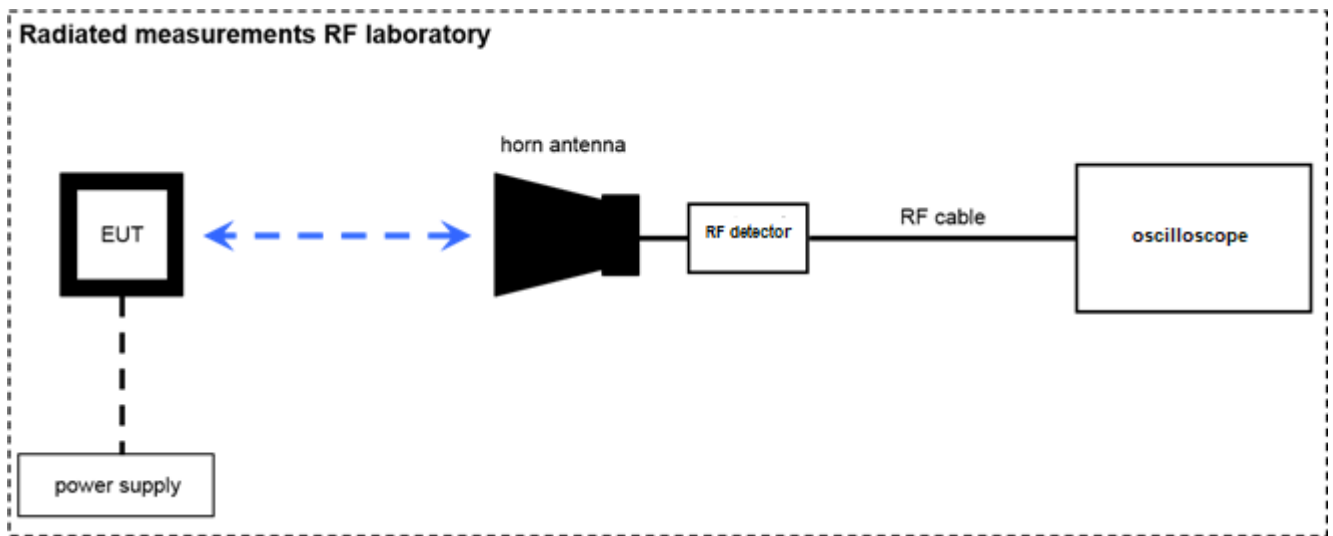 Radiated measurements RF laboratory
horn antenna
EUT
RF detector
RF cable
oscilloscope
power supply